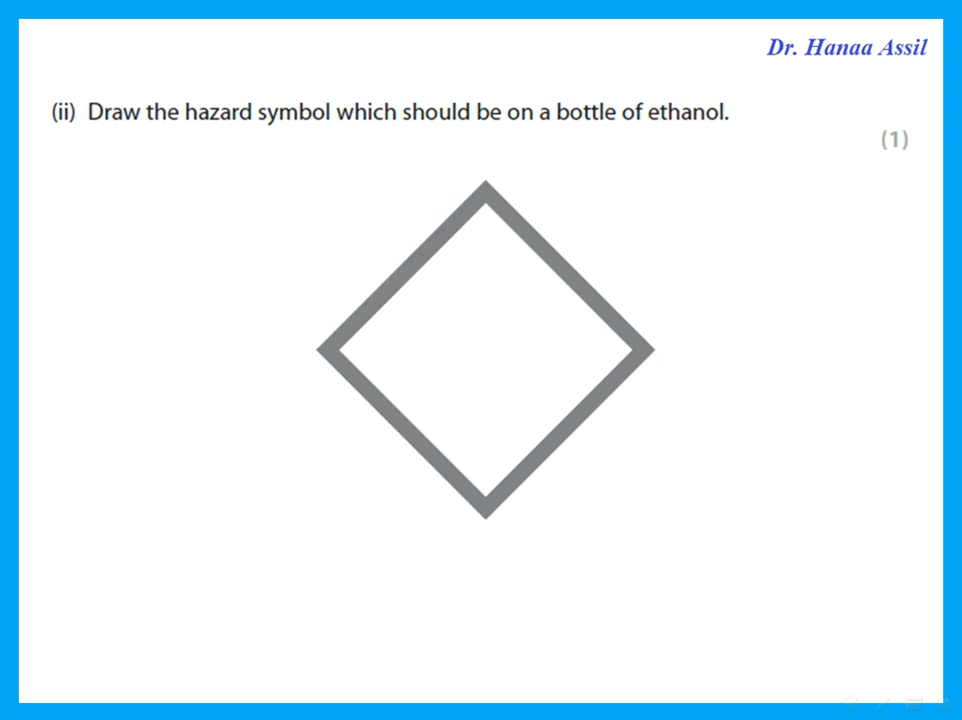 Dr. Hanaa Assil
(ii) Draw the hazard symbol which should be on a bottle of ethanol.
(1)